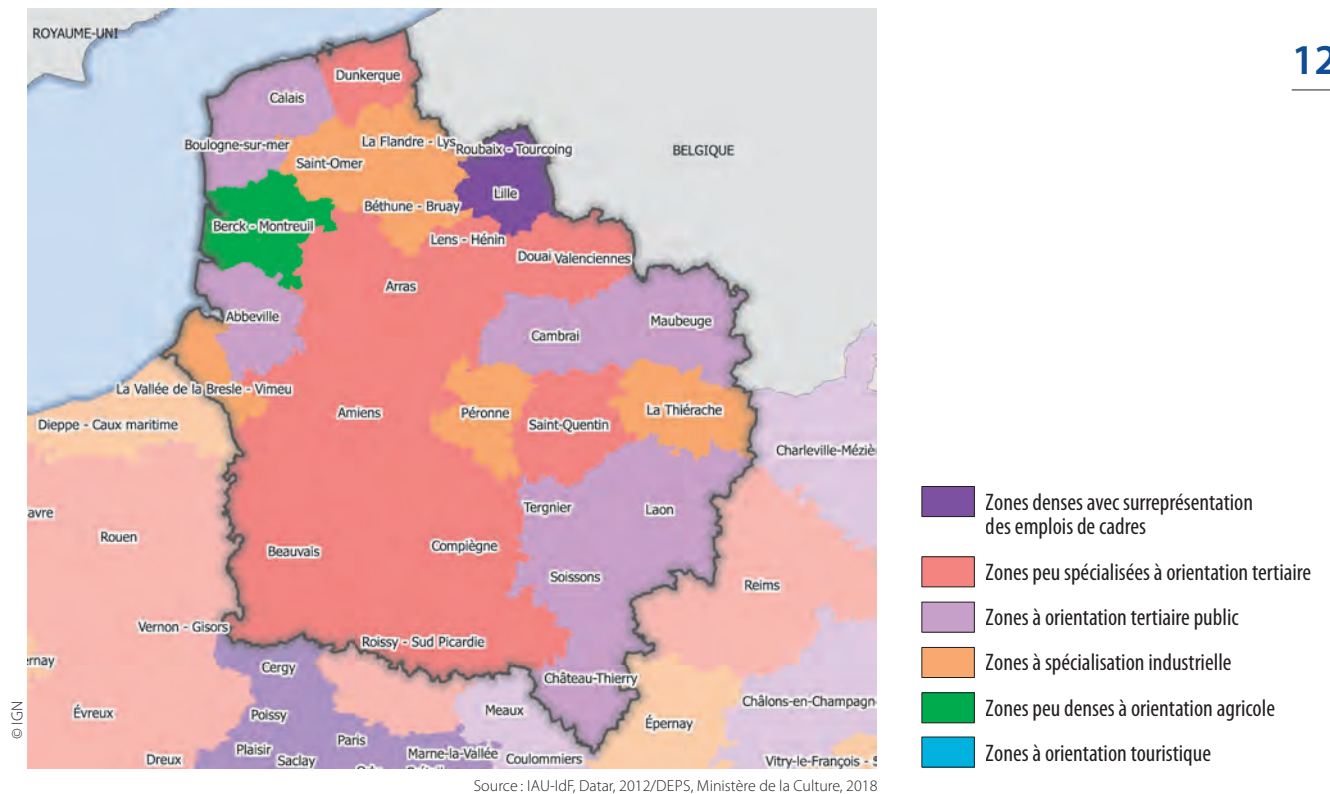 ROYAUME-UNI
12
Dunkerque
Calais
Boulogne-sur-mer
La Flandre - Lys
Roubaix - Tourcoing
BELGIQUE
Saint-Omer
Lille
Béthune - Bruay
Berck - Montreuil
Lens - Hénin
Douai
Valenciennes
Arras
Abbeville
Maubeuge
Cambrai
La Vallée de la Bresle - Vimeu
Amiens
Péronne
La Thiérache
Dieppe - Caux maritime
Saint-Quentin
Charleville-Méziè
Tergnier
Laon
avre
Rouen
Beauvais
Compiègne
Soissons
Reims
Vernon - Gisors
Roissy - Sud Picardie
ernay
Cergy
Château-Thierry
Évreux
Poissy
Meaux
Épernay
Châlons-en-Champagn
Paris
Plaisir
Saclay
Marne-la-Vallée
Coulommiers
Dreux
Vitry-le-François - S
© IGN
Zones denses avec surreprésentation
des emplois de cadres
Zones peu spécialisées à orientation tertiaire
Zones à orientation tertiaire public
Zones à spécialisation industrielle
Zones peu denses à orientation agricole
Zones à orientation touristique
Source : IAU-IdF, Datar, 2012/DEPS, Ministère de la Culture, 2018